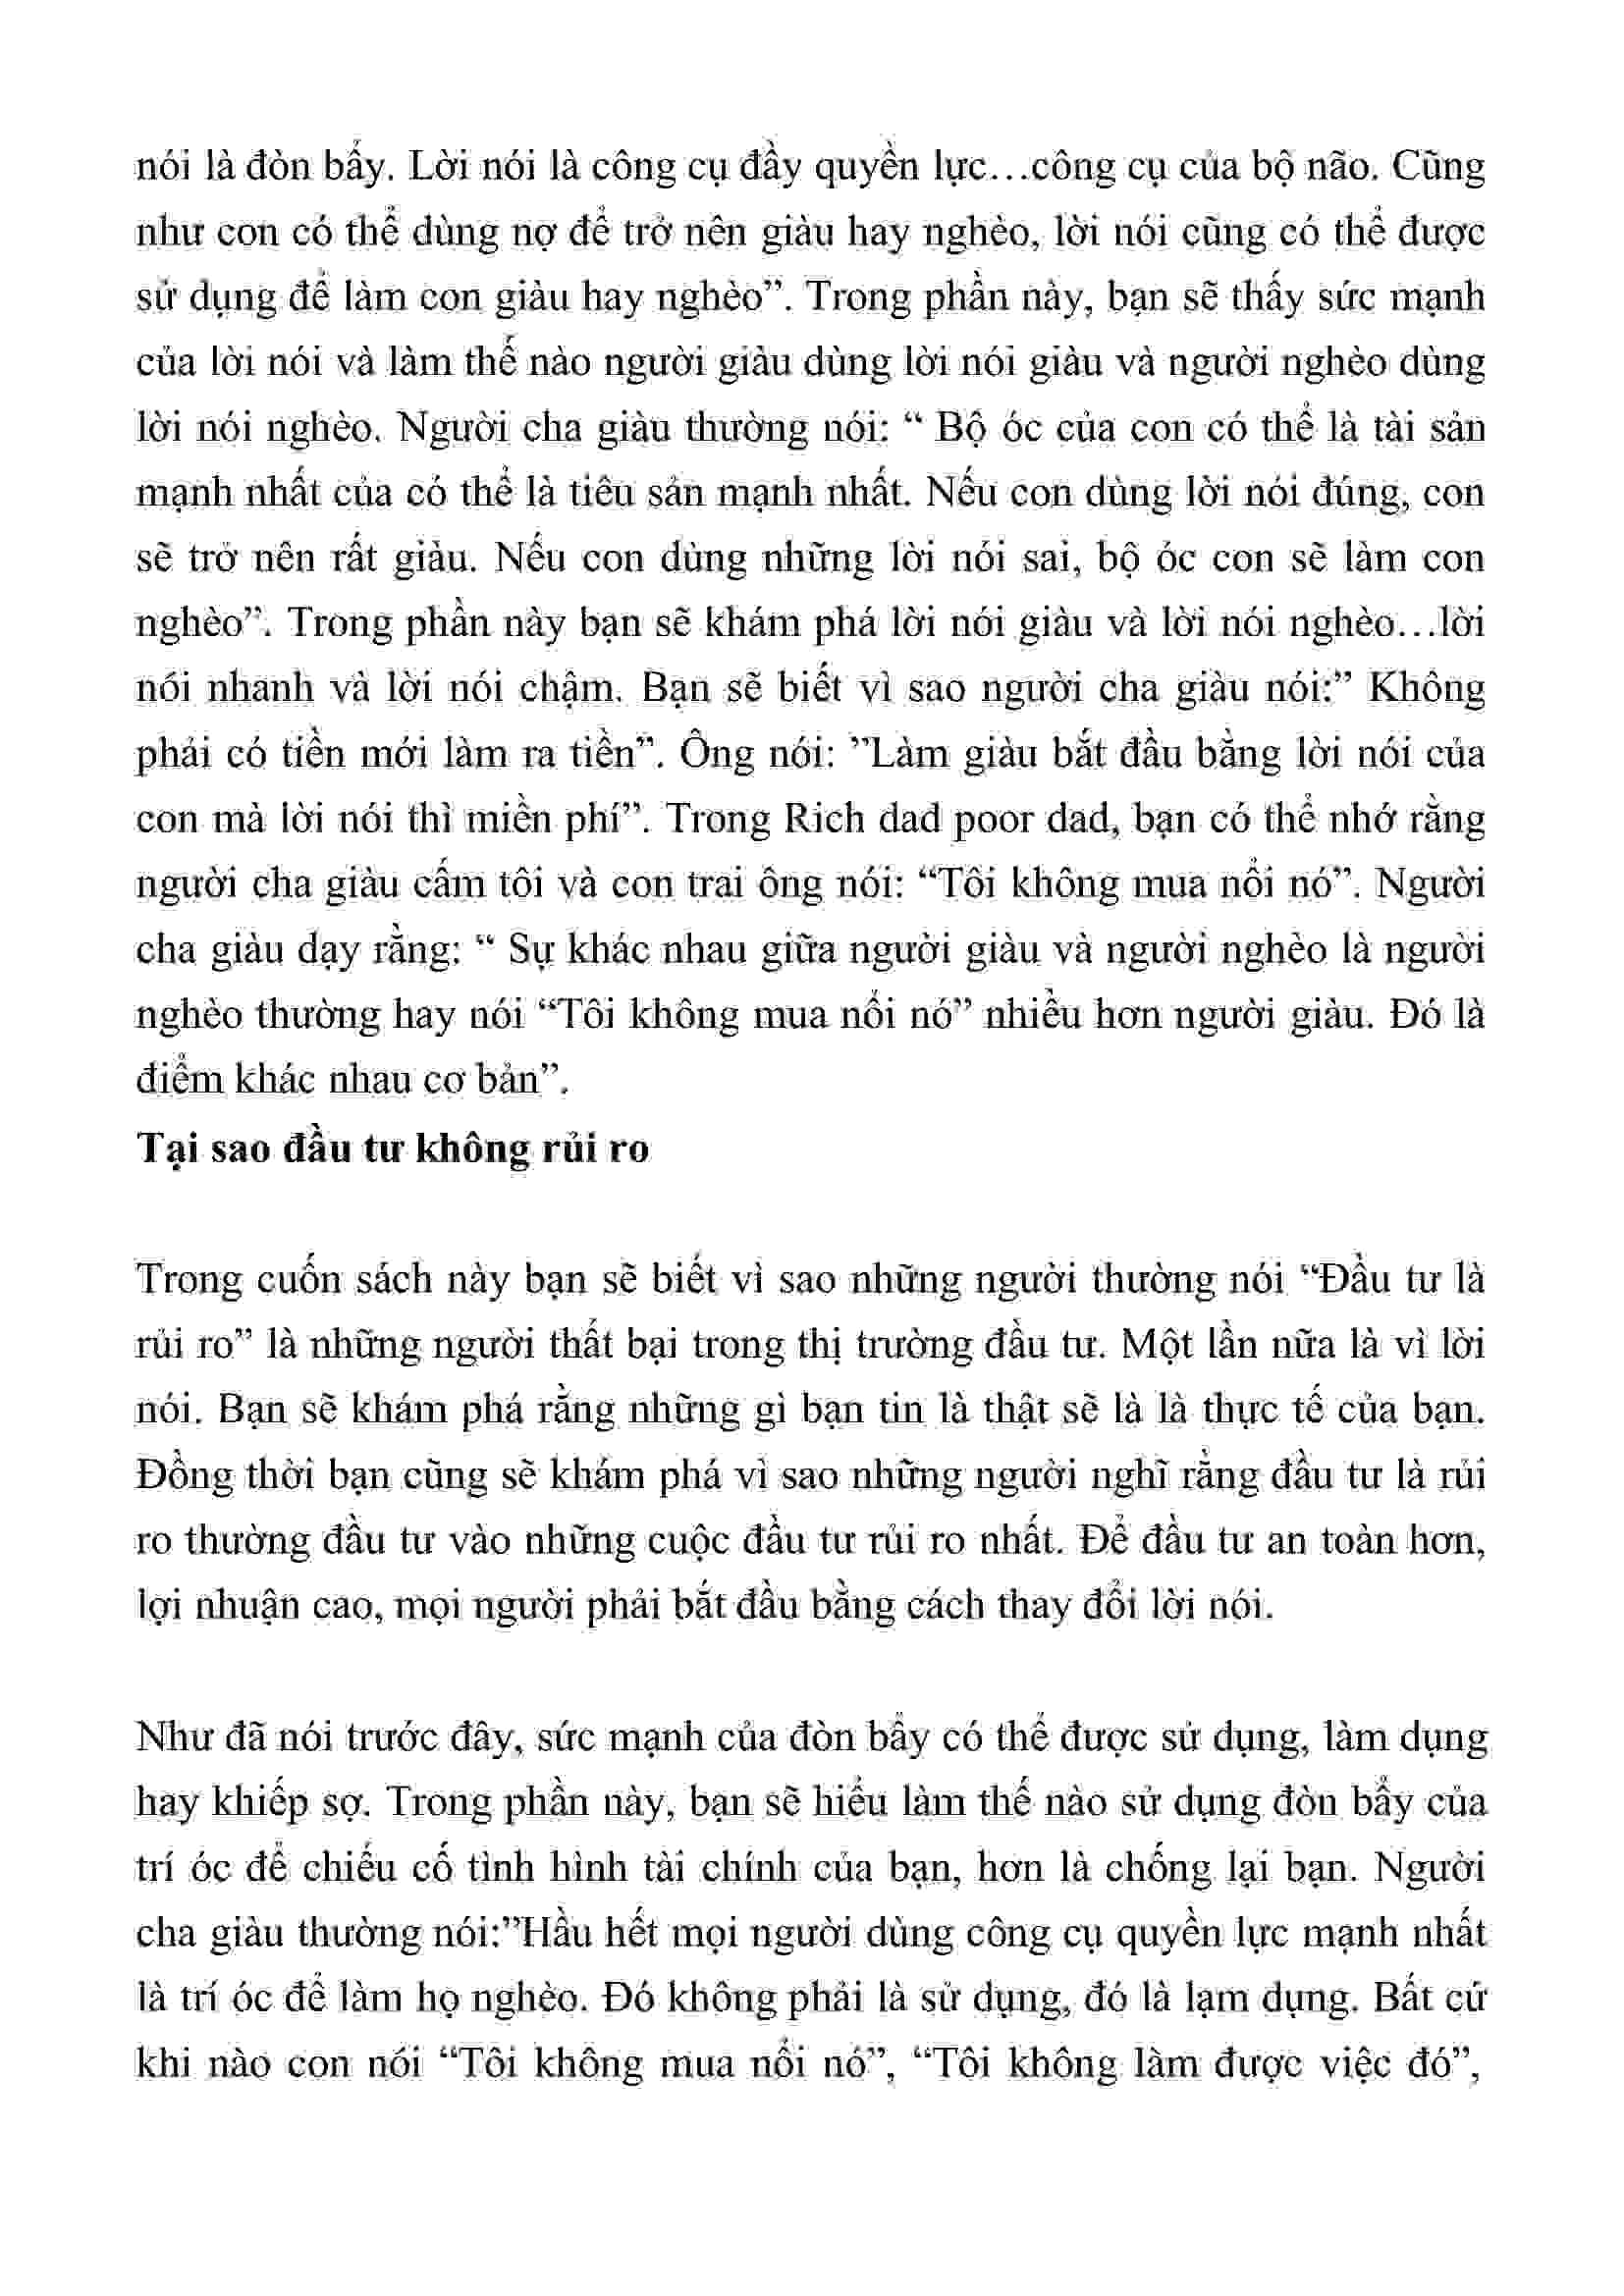 nói là đòn bẩy. Lời nói là công cụ đầy quyền lực…công cụ của bộ não. Cũng
như con có thể dùng nợ để trở nên giàu hay nghèo, lời nói cũng có thể được
sử dụng để làm con giàu hay nghèo”. Trong phần này, bạn sẽ thấy sức mạnh
của lời nói và làm thế nào người giàu dùng lời nói giàu và người nghèo dùng
lời nói nghèo. Người cha giàu thường nói: “ Bộ óc của con có thể là tài sản
mạnh nhất của có thể là tiêu sản mạnh nhất. Nếu con dùng lời nói đúng, con
sẽ trở nên rất giàu. Nếu con dùng những lời nói sai, bộ óc con sẽ làm con
nghèo”. Trong phần này bạn sẽ khám phá lời nói giàu và lời nói nghèo…lời
nói nhanh và lời nói chậm. Bạn sẽ biết vì sao người cha giàu nói:” Không
phải có tiền mới làm ra tiền”. Ông nói: ”Làm giàu bắt đầu bằng lời nói của
con mà lời nói thì miền phí”. Trong Rich dad poor dad, bạn có thể nhớ rằng
người cha giàu cấm tôi và con trai ông nói: “Tôi không mua nổi nó”. Người
cha giàu dạy rằng: “ Sự khác nhau giữa người giàu và người nghèo là người
nghèo thường hay nói “Tôi không mua nổi nó” nhiều hơn người giàu. Đó là
điểm khác nhau cơ bản”.
Tại sao đầu tư không rủi ro
Trong cuốn sách này bạn sẽ biết vì sao những người thường nói “Đầu tư là
rủi ro” là những người thất bại trong thị trường đầu tư. Một lần nữa là vì lời
nói. Bạn sẽ khám phá rằng những gì bạn tin là thật sẽ là là thực tế của bạn.
Đồng thời bạn cũng sẽ khám phá vì sao những người nghĩ rằng đầu tư là rủi
ro thường đầu tư vào những cuộc đầu tư rủi ro nhất. Để đầu tư an toàn hơn,
lợi nhuận cao, mọi người phải bắt đầu bằng cách thay đổi lời nói.
Như đã nói trước đây, sức mạnh của đòn bẩy có thể được sử dụng, làm dụng
hay khiếp sợ. Trong phần này, bạn sẽ hiểu làm thế nào sử dụng đòn bẩy của
trí óc để chiếu cố tình hình tài chính của bạn, hơn là chống lại bạn. Người
cha giàu thường nói:”Hầu hết mọi người dùng công cụ quyền lực mạnh nhất
là trí óc để làm họ nghèo. Đó không phải là sử dụng, đó là lạm dụng. Bất cứ
khi nào con nói “Tôi không mua nổi nó”, “Tôi không làm được việc đó”,